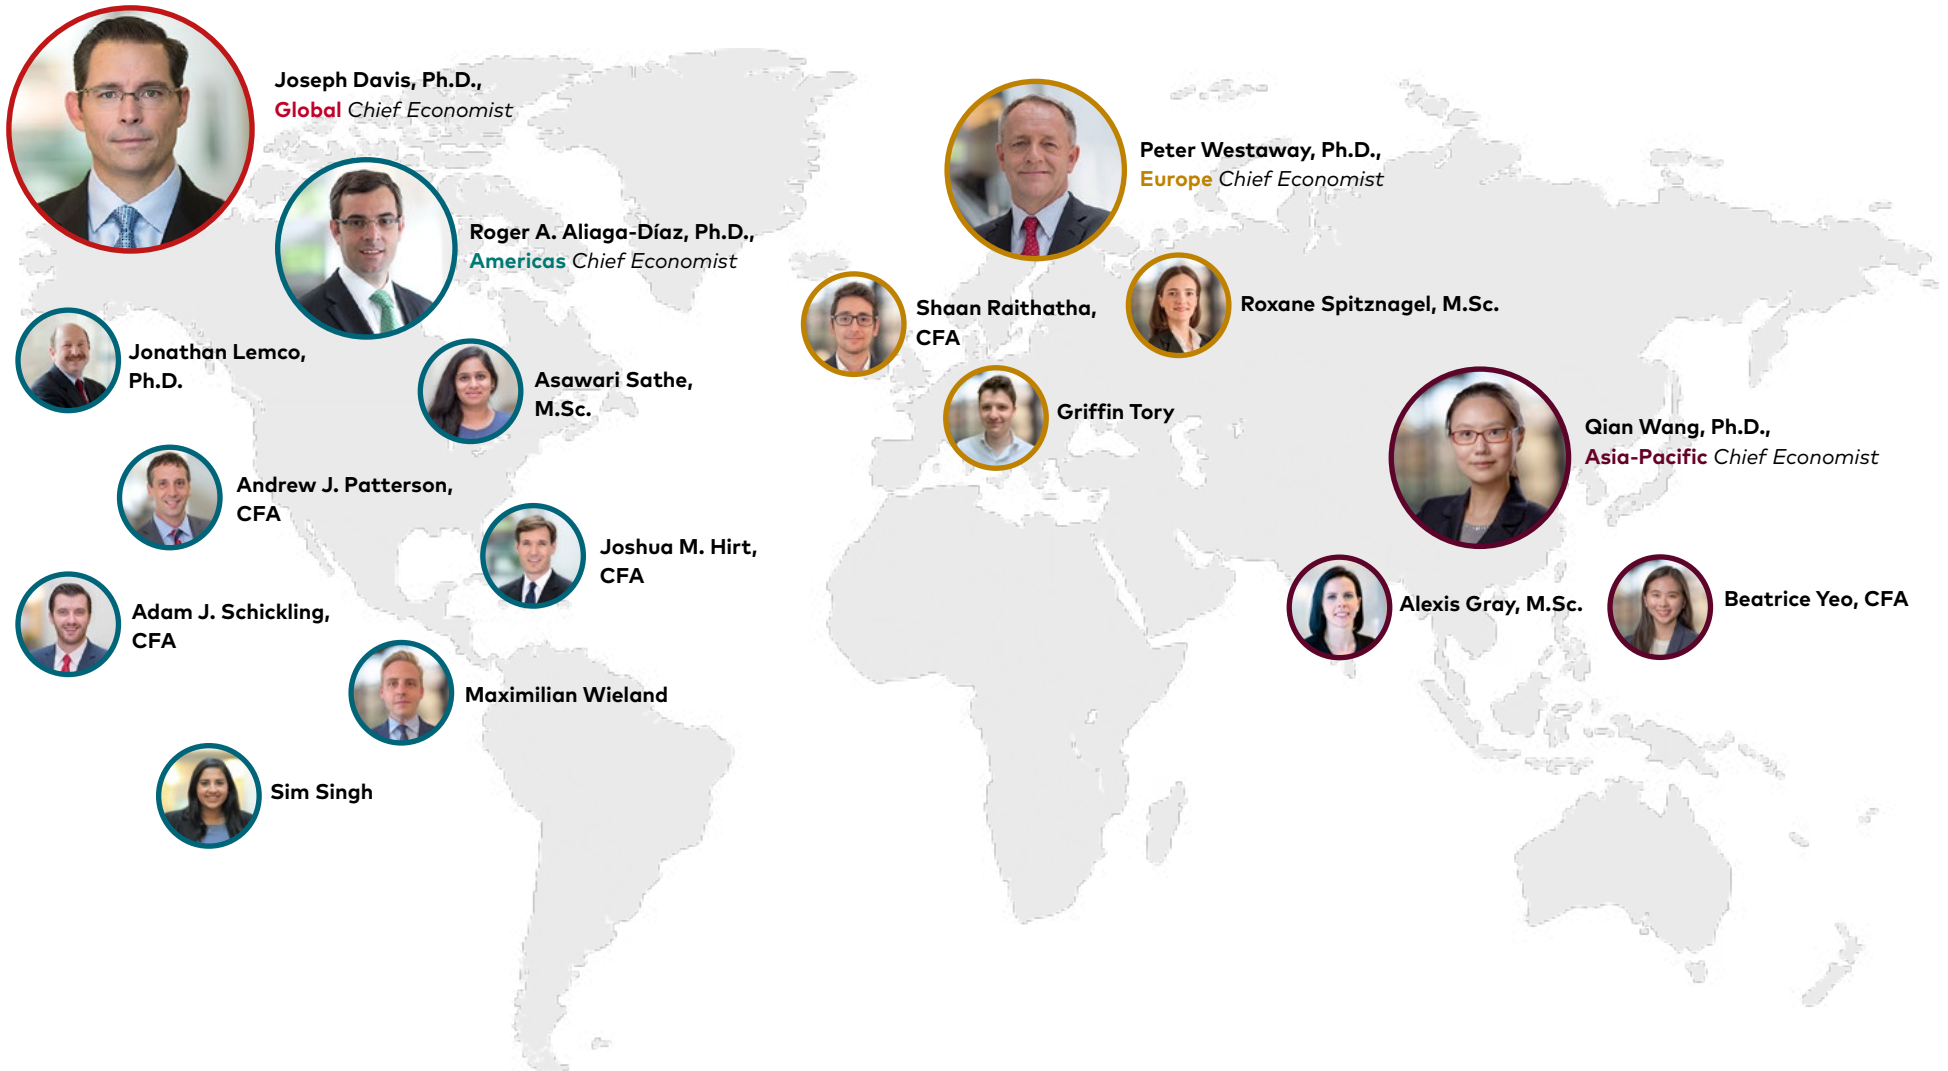 Joseph Davis, Ph.D.,
Global Chief Economist
Roger A. Aliaga-Díaz, Ph.D.,
Americas Chief Economist
Jonathan Lemco,
Ph.D.
Asawari Sathe,
M.Sc.
Andrew J. Patterson,
CFA
Joshua M. Hirt,
CFA
Adam J. Schickling,
CFA
Maximilian Wieland
Sim Singh
Peter Westaway, Ph.D.,
Europe Chief Economist
Shaan Raithatha,
CFA
Roxane Spitznagel, M.Sc.
Griffin Tory
Qian Wang, Ph.D.,
Asia-Pacific Chief Economist
Alexis Gray, M.Sc.
Beatrice Yeo, CFA